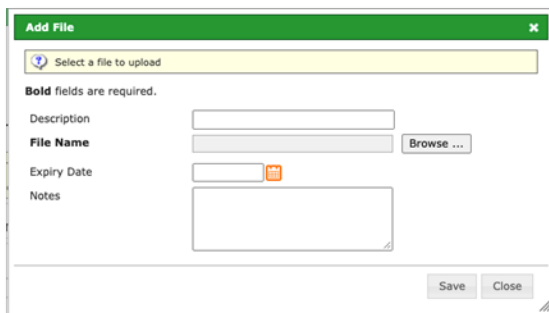 Add File
Select a file to upload
Bold fields are required.
Description
File Name
Browse ...
Expiry Date
Notes
Save
Close